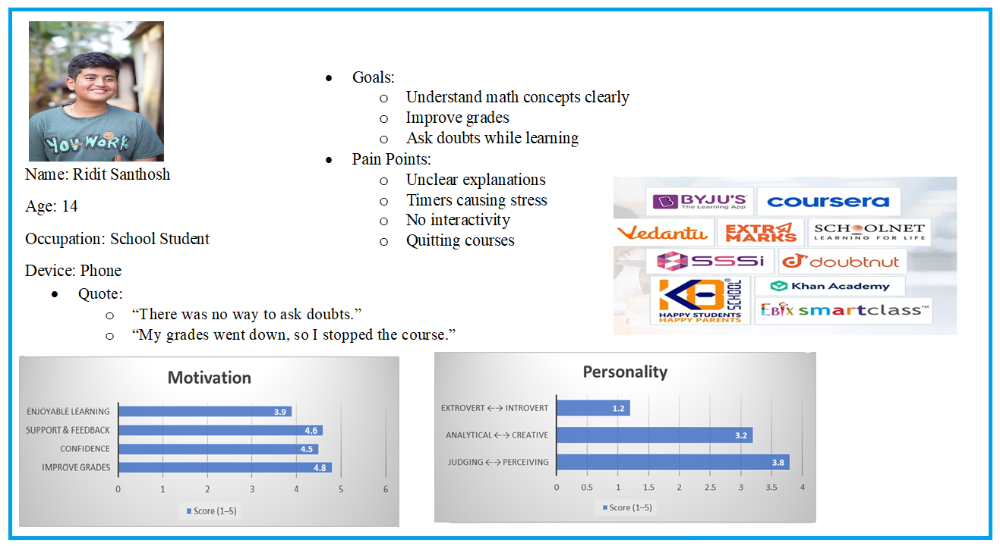 YOU WORK
Name: Ridit Santhosh
Age: 14
Occupation: School Student
Device: Phone
• Quote:
o “There was no way to ask doubts.”
o “My grades went down, so I stopped the course.”
• Goals:
o Understand math concepts clearly
o Improve grades
o Ask doubts while learning
• Pain Points:
o Unclear explanations
o Timers causing stress
o No interactivity
o Quitting courses
BYJU'S
The Learning App
coursera
Vedantu
EXTRA
MARKS
SCHOOLNET
LEARNING FOR LIFE
SSSi
doubtnut
K8 SCHOOL®
HAPPY STUDENTS
HAPPY PARENTS
Khan Academy
EBIX smartclass™
Motivation
ENJOYABLE LEARNING 3.9
SUPPORT & FEEDBACK 4.6
CONFIDENCE 4.5
IMPROVE GRADES 4.8
0 1 2 3 4 5 6
Score (1–5)
Personality
EXTROVERT ↔ INTROVERT 1.2
ANALYTICAL ↔ CREATIVE 3.2
JUDGING ↔ PERCEIVING 3.8
0 0.5 1 1.5 2 2.5 3 3.5 4
Score (1–5)